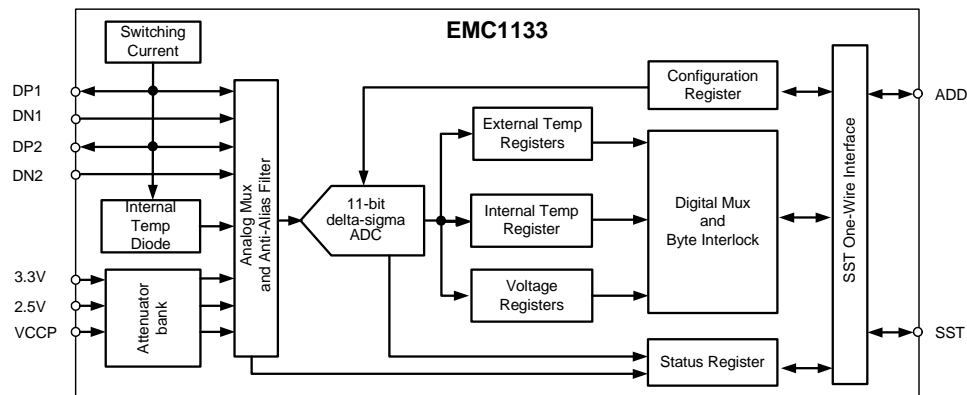 EMC1133
Switching
Current
DP1
DN1
DP2
DN2
Internal
Temp
Diode
3.3V
2.5V
VCCP
Attenuator
bank
Analog Mux
and Anti-Alias Filter
11-bit
delta-sigma
ADC
External Temp
Registers
Internal Temp
Register
Voltage
Registers
Configuration
Register
Digital Mux
and
Byte Interlock
Status Register
SST One-Wire Interface
ADD
SST